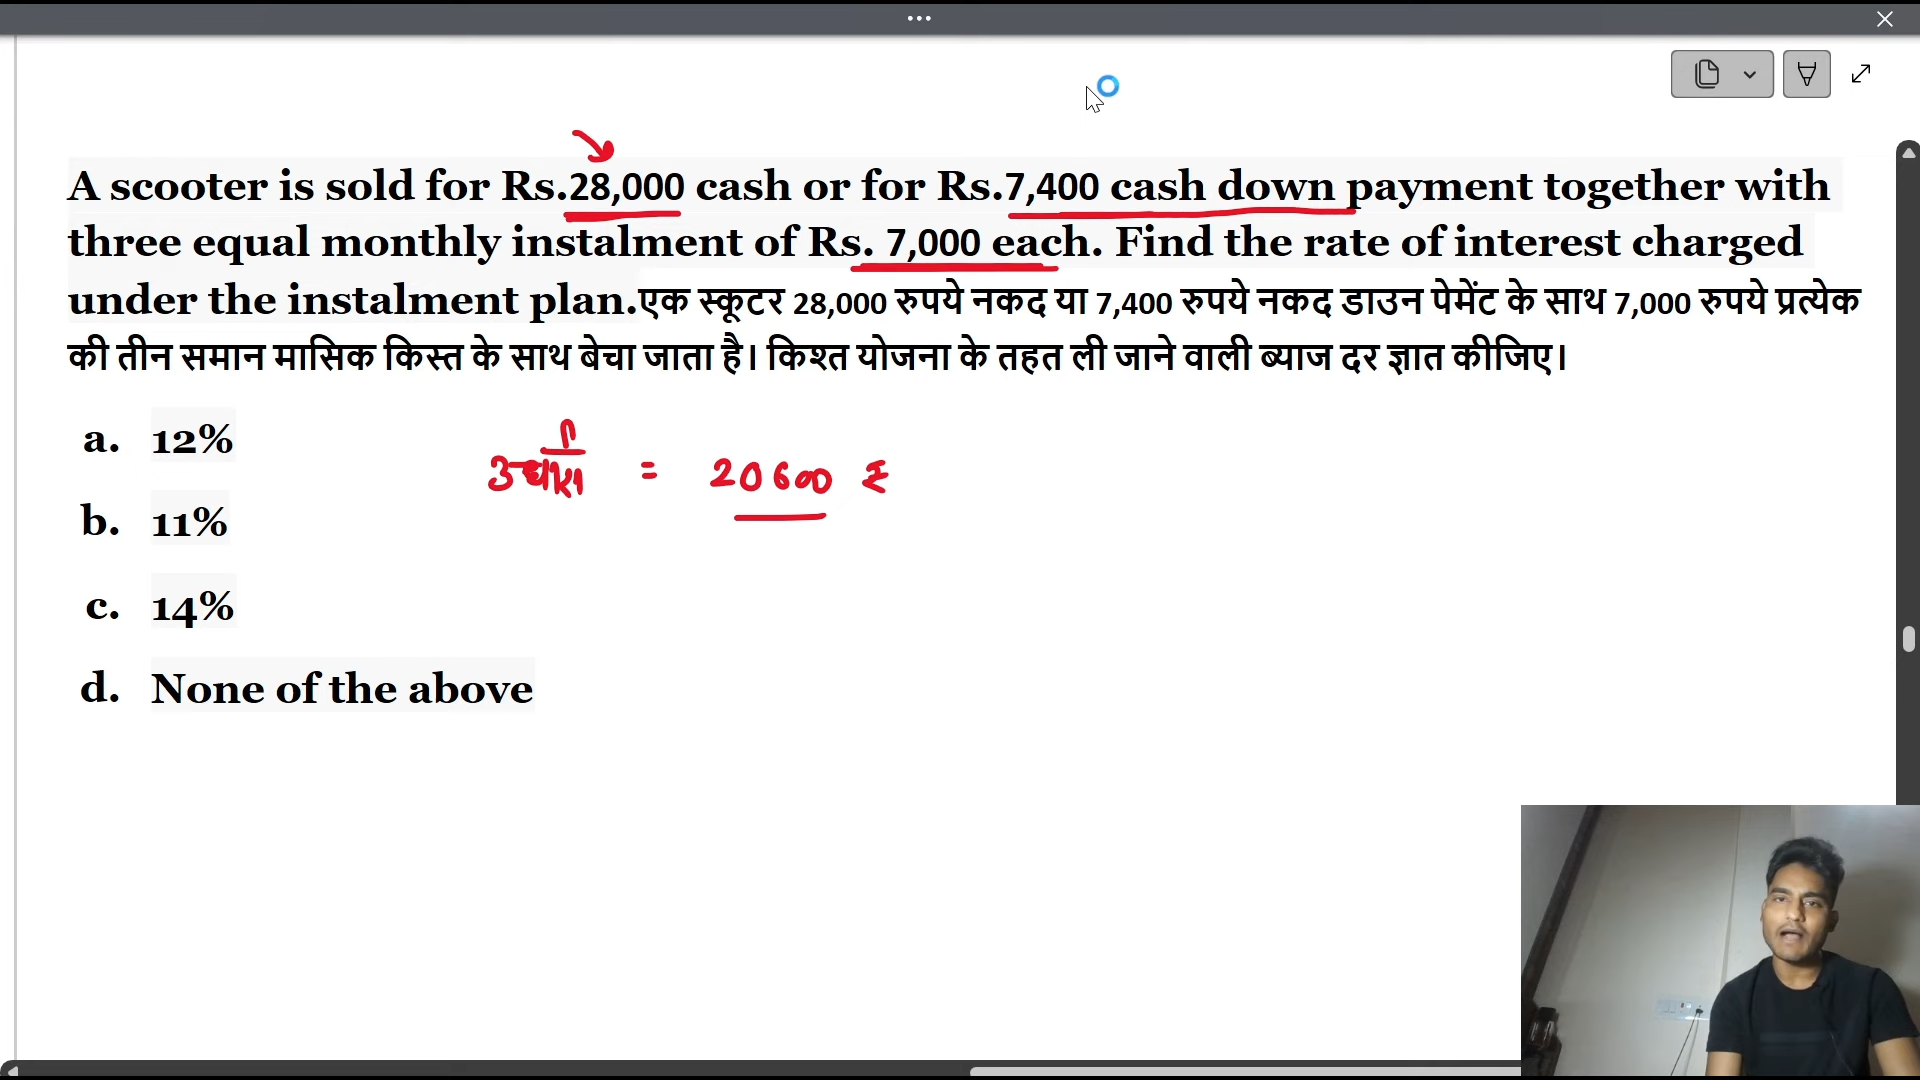 A scooter is sold for Rs.28,000 cash or for Rs.7,400 cash down payment together with
three equal monthly instalment of Rs. 7,000 each. Find the rate of interest charged
under the instalment plan.एक स्कूटर 28,000 रुपये नकद या 7,400 रुपये नकद डाउन पेमेंट के साथ 7,000 रुपये प्रत्येक
की तीन समान मासिक किस्त के साथ बेचा जाता है। किश्त योजना के तहत ली जाने वाली ब्याज दर ज्ञात कीजिए।
a. 12%
b. 11%
c. 14%
d. None of the above
= 20600 ₹